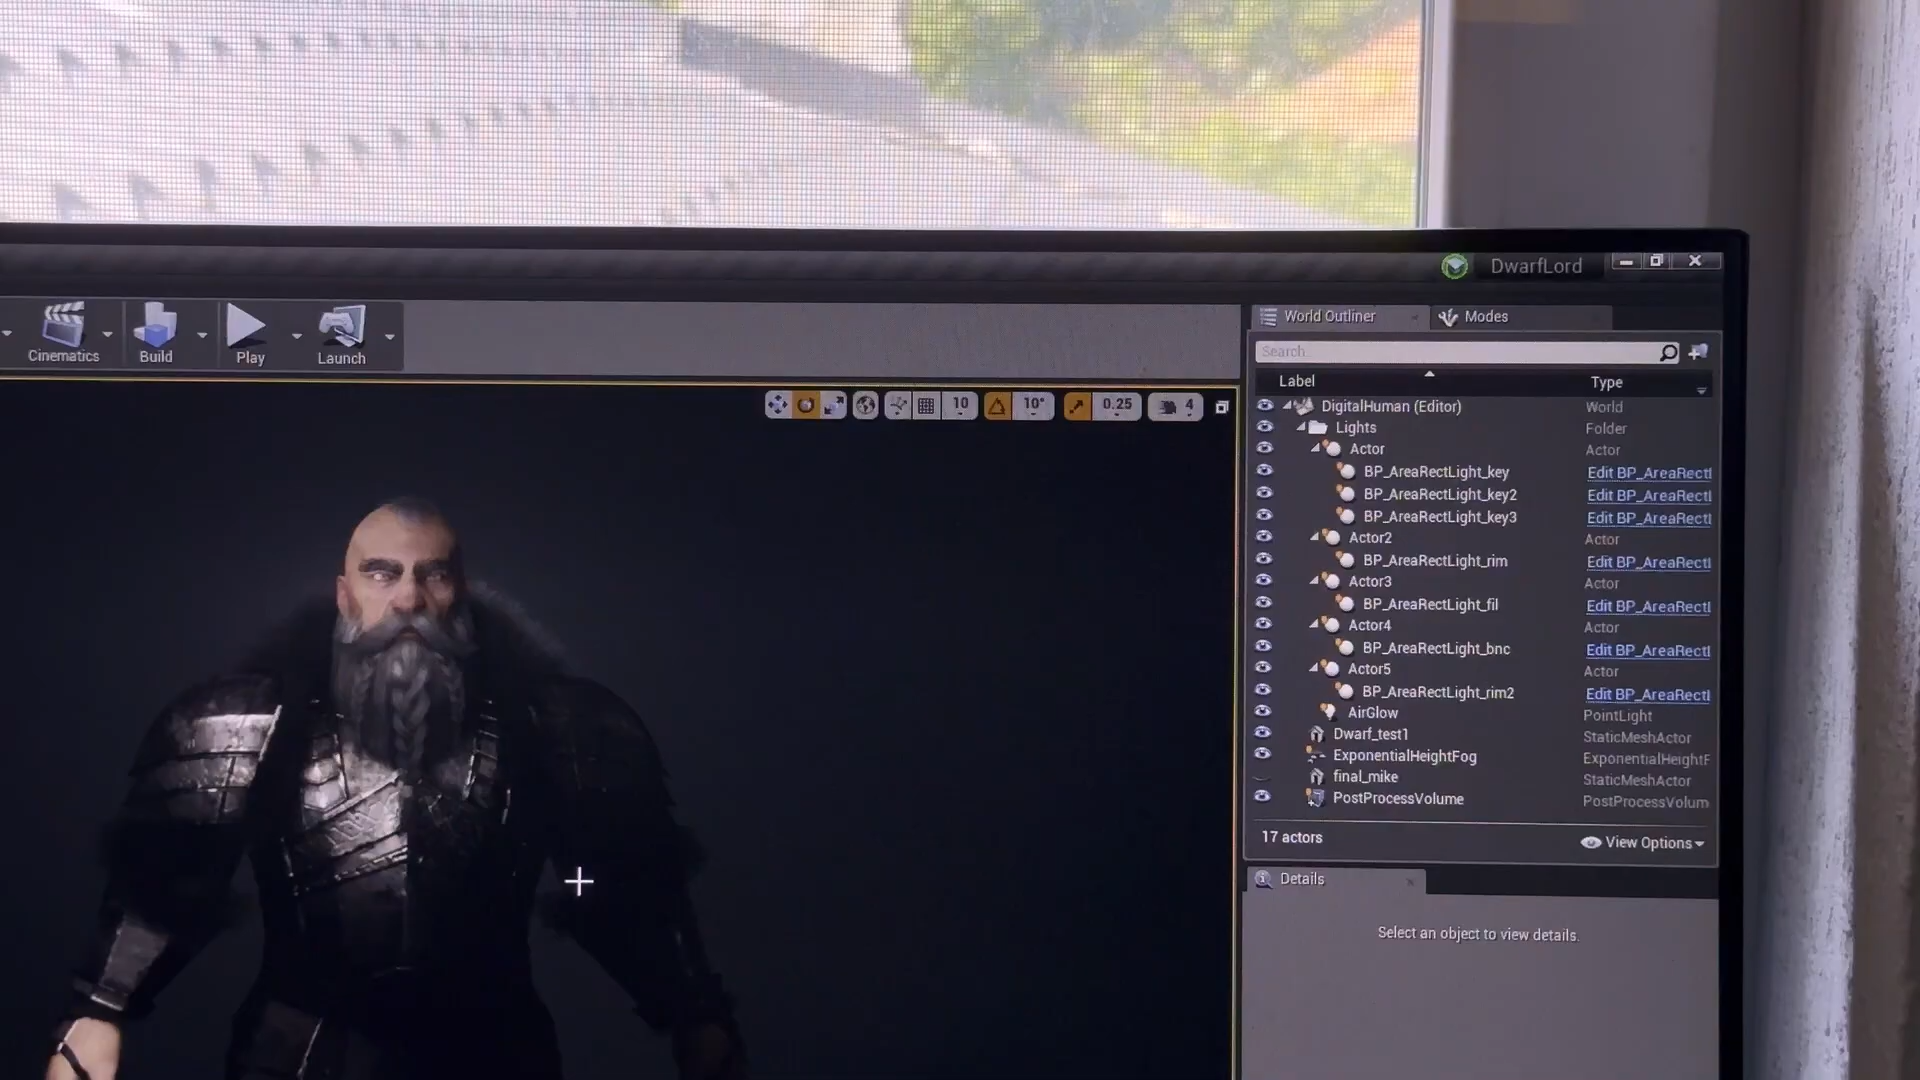 DwarfLord
Cinematics
Build
Play
Launch
World Outliner
Modes
Search
Label
Type
10
10°
0.25
4
DigitalHuman (Editor)
World
Lights
Folder
Actor
Actor
BP_AreaRectLight_key
Edit BP_AreaRectl
BP_AreaRectLight_key2
Edit BP_AreaRectl
BP_AreaRectLight_key3
Edit BP_AreaRectl
Actor2
Actor
BP_AreaRectLight_rim
Edit BP_AreaRectl
Actor3
Actor
BP_AreaRectLight_fil
Edit BP_AreaRectl
Actor4
Actor
BP_AreaRectLight_bnc
Edit BP_AreaRectl
Actor5
Actor
BP_AreaRectLight_rim2
Edit BP_AreaRectl
AirGlow
PointLight
Dwarf_test1
StaticMeshActor
ExponentialHeightFog
ExponentialHeightF
final_mike
StaticMeshActor
PostProcessVolume
PostProcessVolum
17 actors
View Options
Details
Select an object to view details.